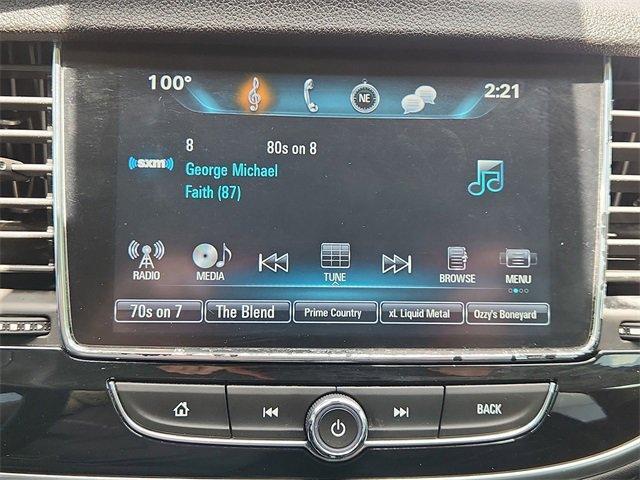 100°
NE
2:21
8 80s on 8
((sxm))
George Michael
Faith (87)
RADIO
MEDIA
TUNE
BROWSE
MENU
70s on 7
The Blend
Prime Country
xL Liquid Metal
Ozzy's Boneyard
BACK